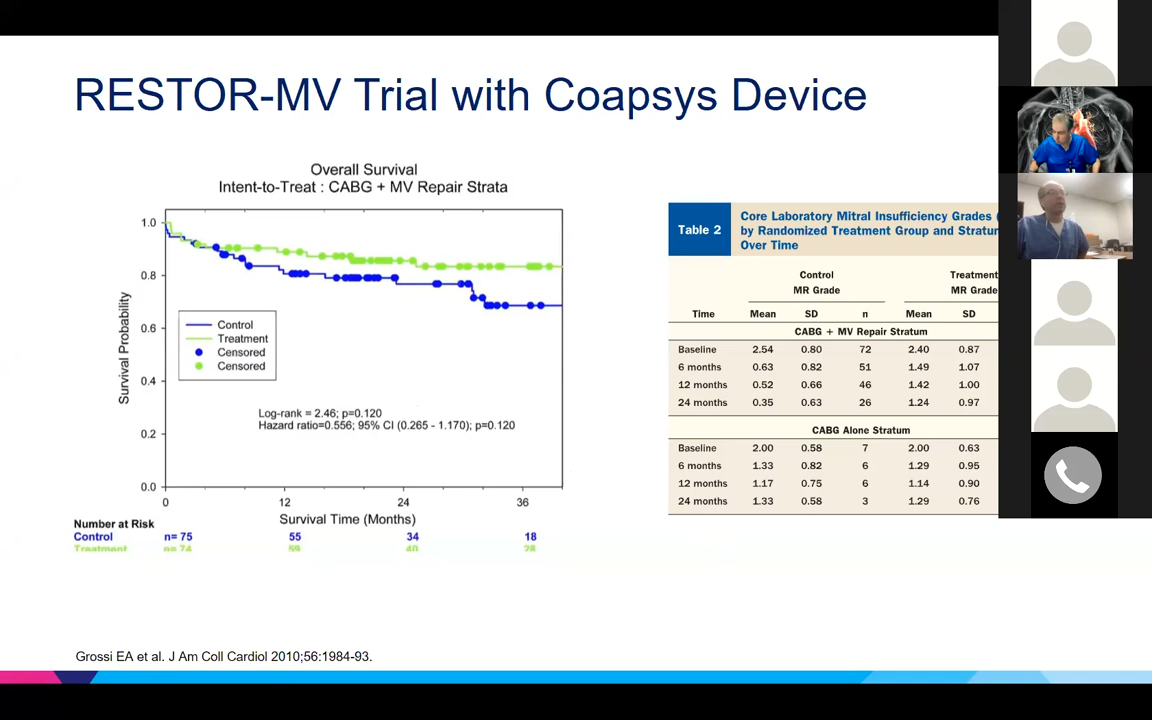 RESTOR-MV Trial with Coapsys Device
Overall Survival
Intent-to-Treat : CABG + MV Repair Strata
1.0
0.8
0.6
0.4
0.2
0.0
Survival Probability
Control
Treatment
Censored
Censored
Log-rank = 2.46; p=0.120
Hazard ratio=0.556; 95% CI (0.265 - 1.170); p=0.120
0 12 24 36
Survival Time (Months)
Number at Risk
Control n= 75 55 34 18
Treatment n= 74 59 40 28
Table 2
Core Laboratory Mitral Insufficiency Grades (
by Randomized Treatment Group and Stratum
Over Time
Control Treatment
MR Grade MR Grade
Time Mean SD n Mean SD
CABG + MV Repair Stratum
Baseline 2.54 0.80 72 2.40 0.87
6 months 0.63 0.82 51 1.49 1.07
12 months 0.52 0.66 46 1.42 1.00
24 months 0.35 0.63 26 1.24 0.97
CABG Alone Stratum
Baseline 2.00 0.58 7 2.00 0.63
6 months 1.33 0.82 6 1.29 0.95
12 months 1.17 0.75 6 1.14 0.90
24 months 1.33 0.58 3 1.29 0.76
Grossi EA et al. J Am Coll Cardiol 2010;56:1984-93.